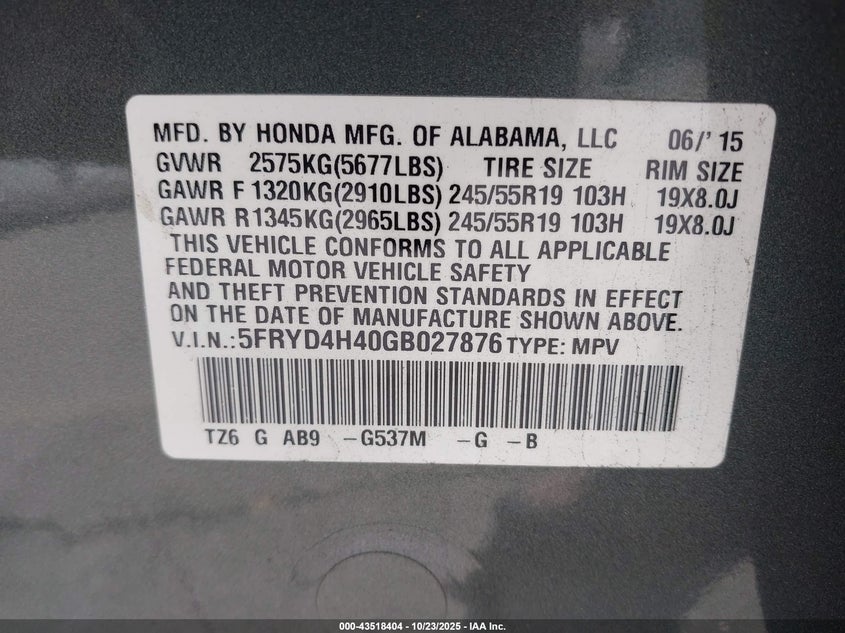 MFD. BY HONDA MFG. OF ALABAMA, LLC 06/' 15
GVWR 2575KG(5677LBS) TIRE SIZE RIM SIZE
GAWR F 1320KG(2910LBS) 245/55R19 103H 19X8.0J
GAWR R1345KG(2965LBS) 245/55R19 103H 19X8.0J
THIS VEHICLE CONFORMS TO ALL APPLICABLE
FEDERAL MOTOR VEHICLE SAFETY
AND THEFT PREVENTION STANDARDS IN EFFECT
ON THE DATE OF MANUFACTURE SHOWN ABOVE.
V.I.N.:5FRYD4H40GB027876 TYPE: MPV
TZ6 G AB9 -G537M -G -B
000-43518404 - 10/23/2025 - IAA Inc.